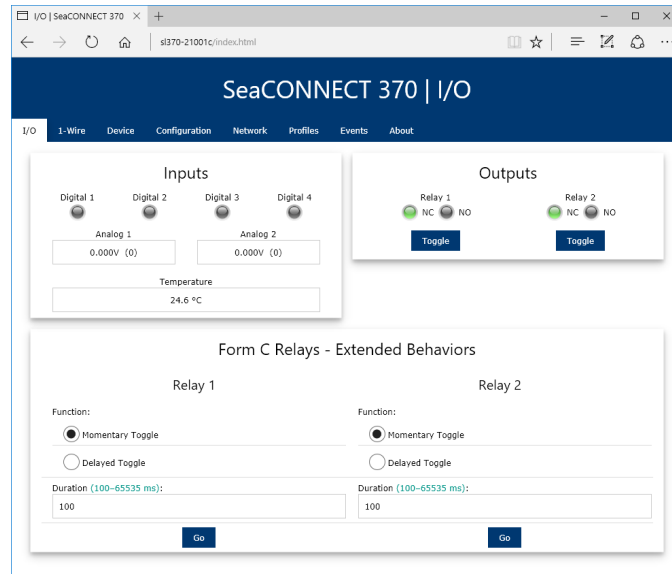 I/O | SeaCONNECT 370
sl370-21001c/index.html
SeaCONNECT 370 | I/O
I/O 1-Wire Device Configuration Network Profiles Events About
Inputs
Digital 1 Digital 2 Digital 3 Digital 4
Analog 1 Analog 2
0.000V (0) 0.000V (0)
Temperature
24.6 ºC
Outputs
Relay 1 Relay 2
NC NO NC NO
Toggle Toggle
Form C Relays - Extended Behaviors
Relay 1 Relay 2
Function: Function:
Momentary Toggle Momentary Toggle
Delayed Toggle Delayed Toggle
Duration (100–65535 ms): Duration (100–65535 ms):
100 100
Go Go